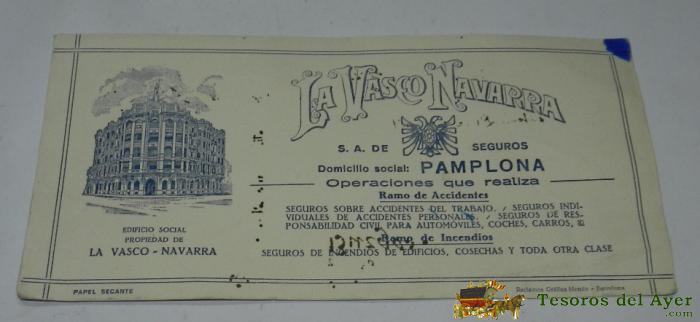 LA VASCO NAVARRA
S. A. DE SEGUROS
Domicilio social: PAMPLONA
Operaciones que realiza
Ramo de Accidentes
SEGUROS SOBRE ACCIDENTES DEL TRABAJO. / SEGUROS INDI-
VIDUALES DE ACCIDENTES PERSONALES. / SEGUROS DE RES-
PONSABILIDAD CIVIL PARA AUTOMÓVILES, COCHES, CARROS, &
Ramo de Incendios
SEGUROS DE INCENDIOS DE EDIFICIOS, COSECHAS Y TODA OTRA CLASE
EDIFICIO SOCIAL
PROPIEDAD DE
LA VASCO - NAVARRA
PAPEL SECANTE
Barcelona
Tesoros del Ayer
.com